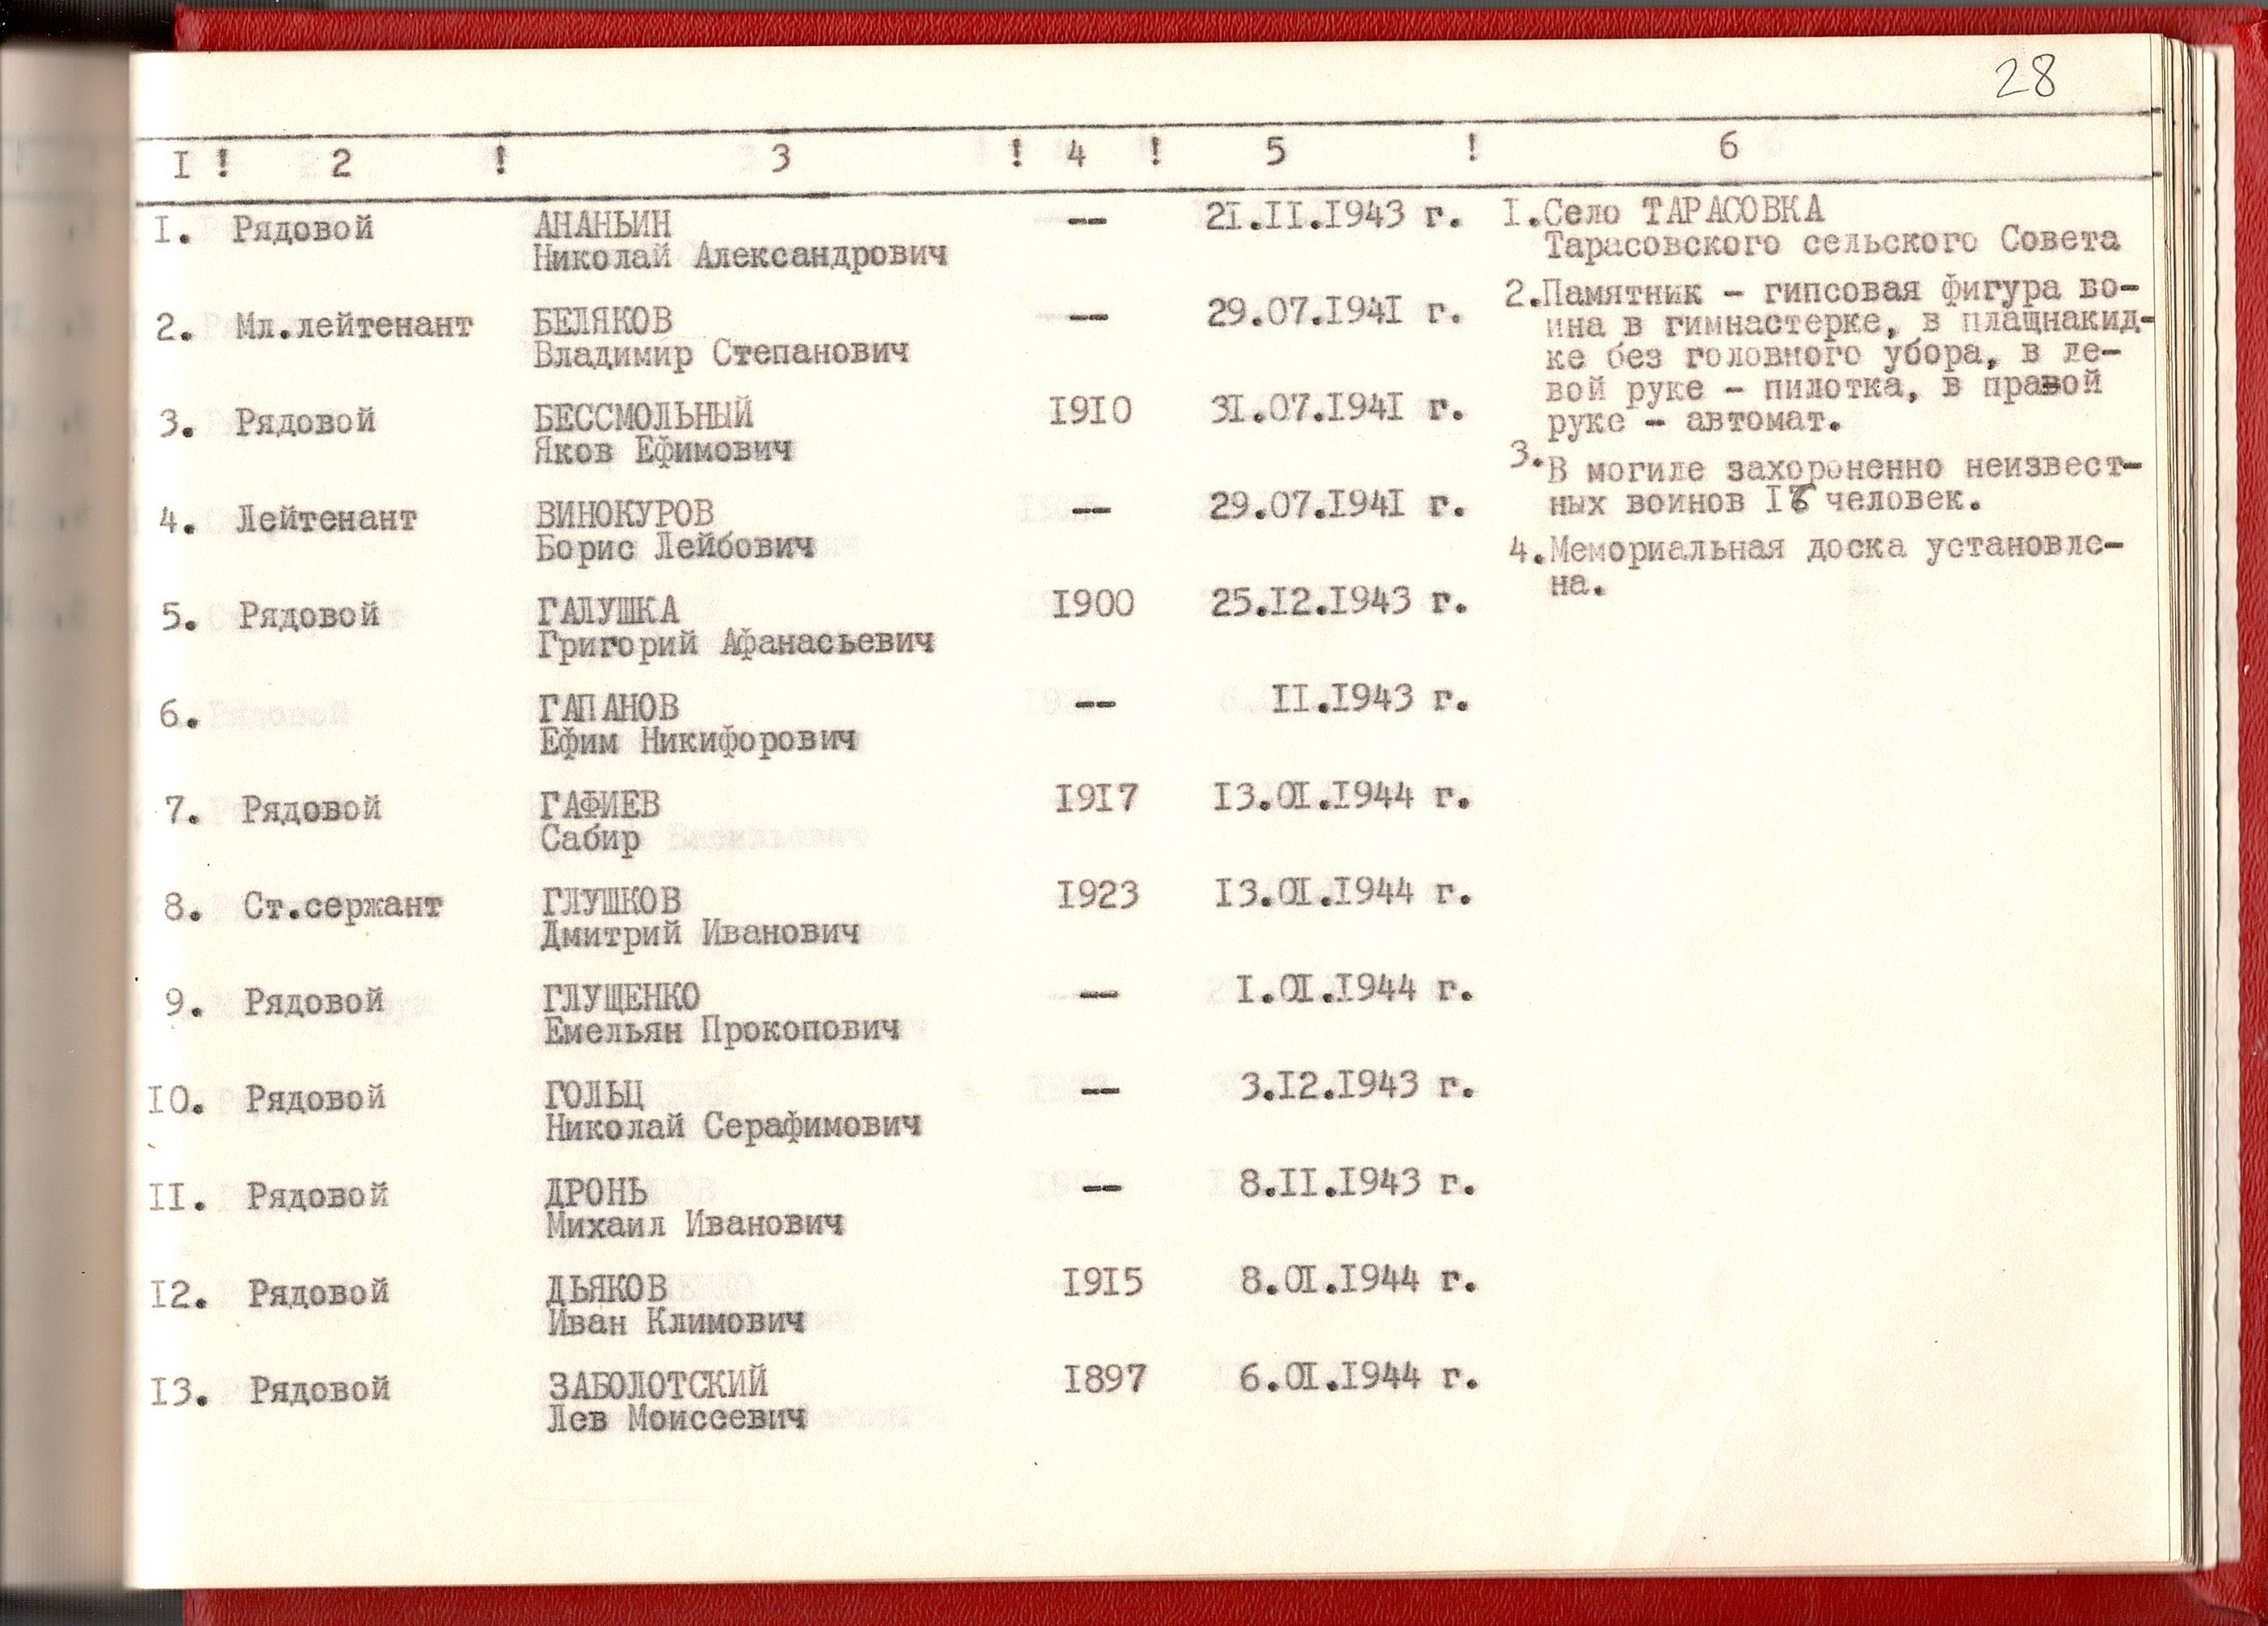 28
I ! 2 ! 3 ! 4 ! 5 ! 6
I. Рядовой АНАНЬИН -- 2I.II.I943 г.
Николай Александрович
2. Мл.лейтенант БЕЛЯКОВ -- 29.07.I94I г.
Владимир Степанович
3. Рядовой БЕССМОЛЬНЫЙ I9I0 3I.07.I94I г.
Яков Ефимович
4. Лейтенант ВИНОКУРОВ -- 29.07.I94I г.
Борис Лейбович
5. Рядовой ГАЛУШКА I900 25.I2.I943 г.
Григорий Афанасьевич
6. ГАПАНОВ -- II.I943 г.
Ефим Никифорович
7. Рядовой ГАФИЕВ I9I7 I3.0I.I944 г.
Сабир
8. Ст.сержант ГЛУШКОВ I923 I3.0I.I944 г.
Дмитрий Иванович
9. Рядовой ГЛУЩЕНКО -- I.0I.I944 г.
Емельян Прокопович
I0. Рядовой ГОЛЬЦ -- 3.I2.I943 г.
Николай Серафимович
II. Рядовой ДРОНЬ -- 8.II.I943 г.
Михаил Иванович
I2. Рядовой ДЬЯКОВ I9I5 8.0I.I944 г.
Иван Климович
I3. Рядовой ЗАБОЛОТСКИЙ I897 6.0I.I944 г.
Лев Моисеевич
I.Село ТАРАСОВКА
Тарасовского сельского Совета
2.Памятник - гипсовая фигура во-
ина в гимнастерке, в плащнакид-
ке без головного убора, в ле-
вой руке - пилотка, в правой
руке - автомат.
3.В могиле захороненно неизвест-
ных воинов человек.
4.Мемориальная доска установле-
на.